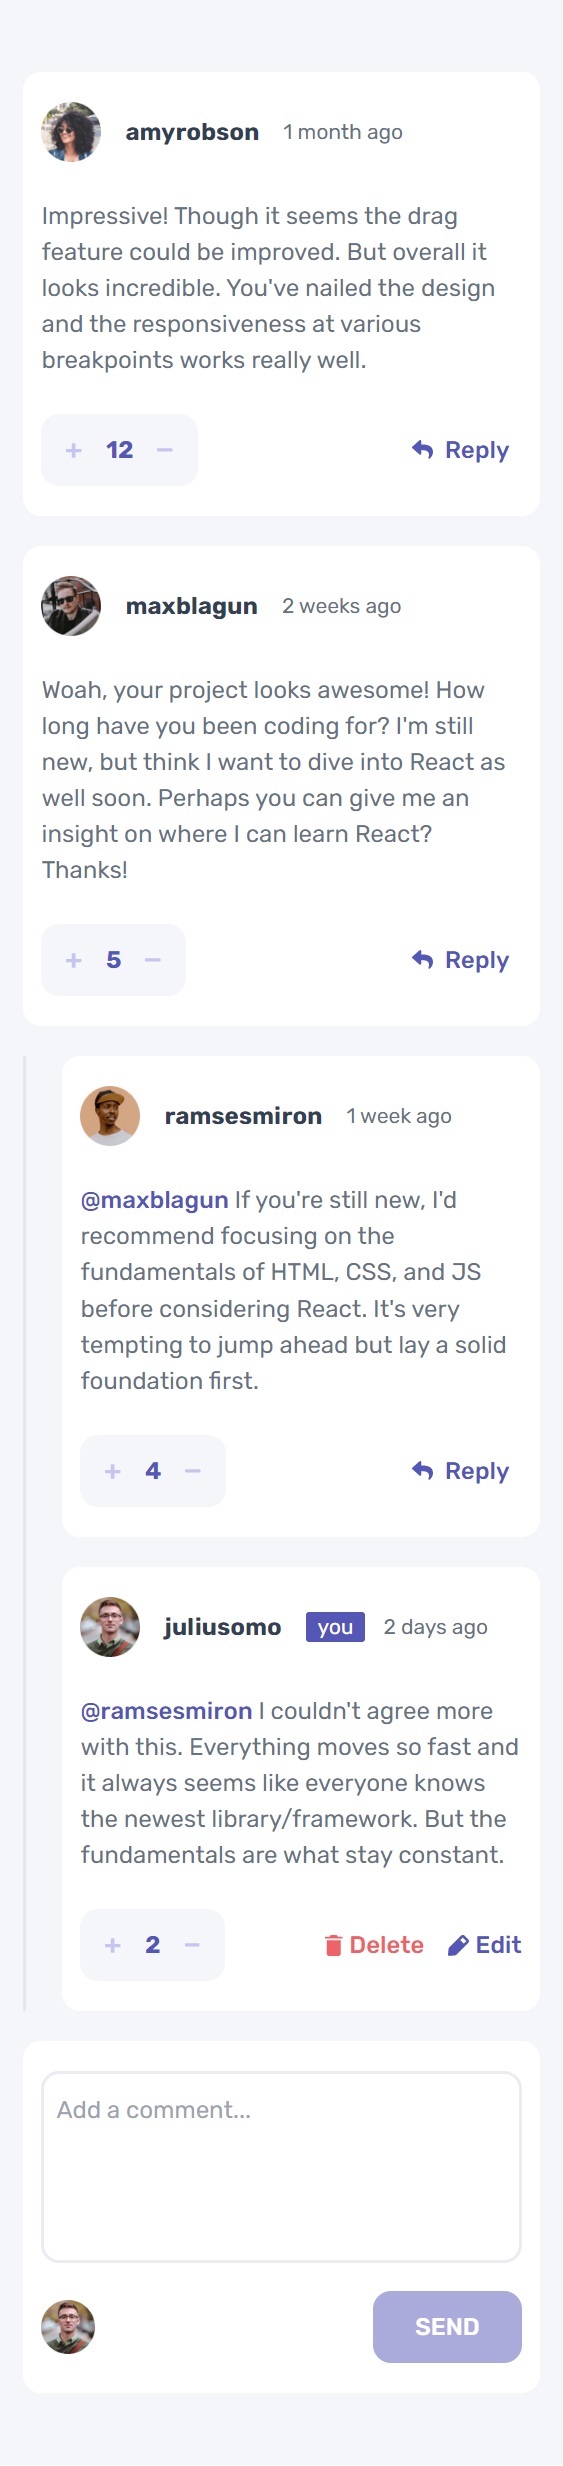 amyrobson 1 month ago
Impressive! Though it seems the drag
feature could be improved. But overall it
looks incredible. You've nailed the design
and the responsiveness at various
breakpoints works really well.
+ 12 − Reply
maxblagun 2 weeks ago
Woah, your project looks awesome! How
long have you been coding for? I'm still
new, but think I want to dive into React as
well soon. Perhaps you can give me an
insight on where I can learn React?
Thanks!
+ 5 − Reply
ramsesmiron 1 week ago
@maxblagun If you're still new, I'd
recommend focusing on the
fundamentals of HTML, CSS, and JS
before considering React. It's very
tempting to jump ahead but lay a solid
foundation first.
+ 4 − Reply
juliusomo you 2 days ago
@ramsesmiron I couldn't agree more
with this. Everything moves so fast and
it always seems like everyone knows
the newest library/framework. But the
fundamentals are what stay constant.
+ 2 − Delete Edit
Add a comment...
SEND